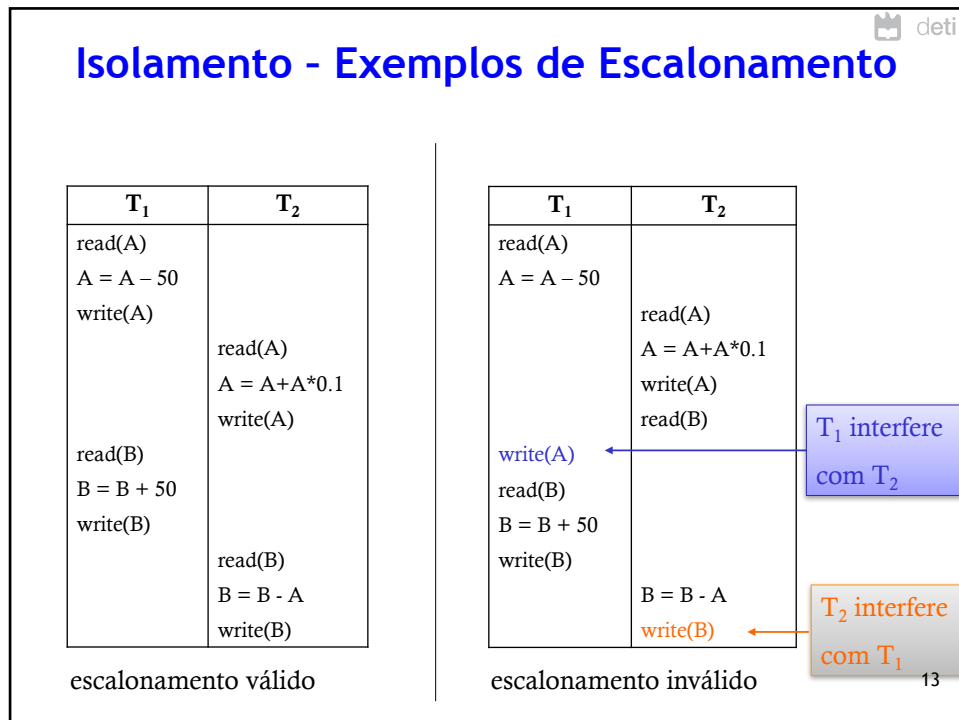 deti
Isolamento – Exemplos de Escalonamento
T₁ T₂
read(A)
A = A – 50
write(A)
read(A)
A = A+A*0.1
write(A)
read(B)
B = B + 50
write(B)
read(B)
B = B - A
write(B)
escalonamento válido
T₁ T₂
read(A)
A = A – 50
read(A)
A = A+A*0.1
write(A)
read(B)
write(A)
read(B)
B = B + 50
write(B)
B = B - A
write(B)
escalonamento inválido
T₁ interfere
com T₂
T₂ interfere
com T₁
13